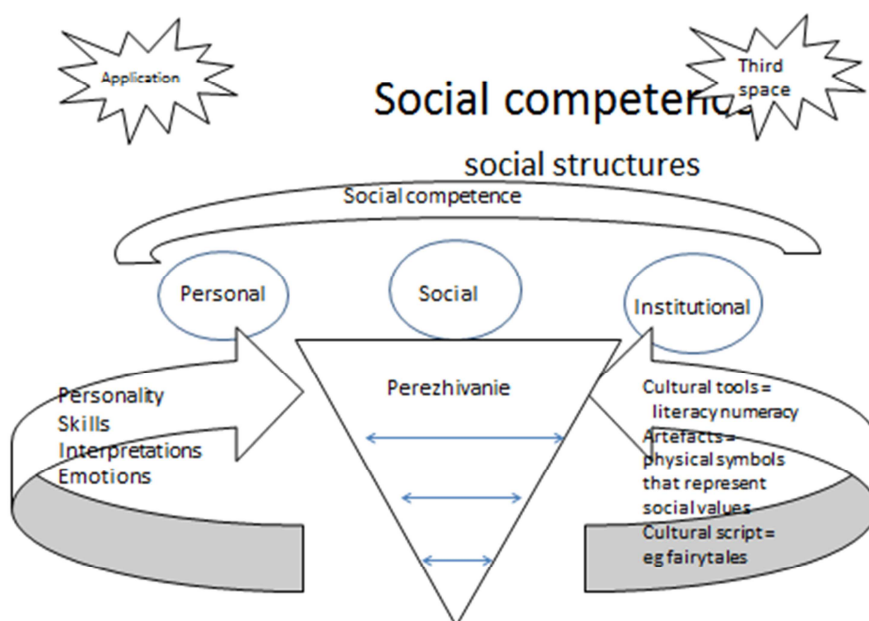 Application
Third
space
Social competence
social structures
Social competence
Personal
Social
Institutional
Perezhivanie
Personality
Skills
Interpretations
Emotions
Cultural tools =
literacy numeracy
Artefacts =
physical symbols
that represent
social values
Cultural script =
eg fairytales